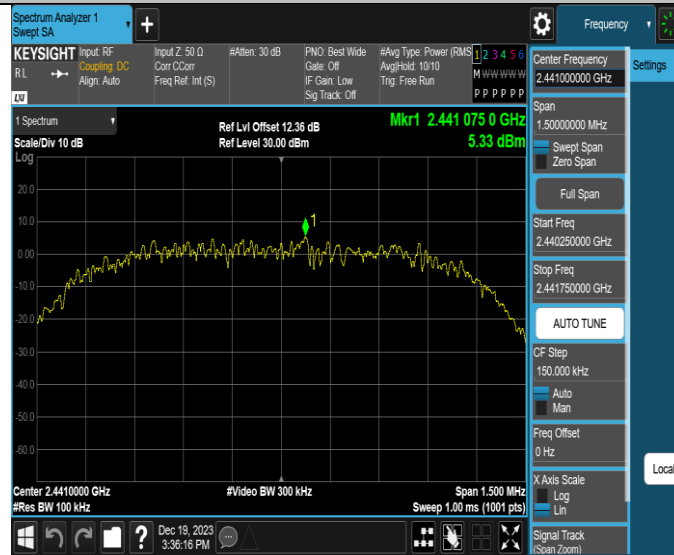 Spectrum Analyzer 1
Swept SA
Frequency
KEYSIGHT
RL
LXI
Input: RF
Coupling: DC
Align: Auto
Input Z: 50 Ω
Corr CCorr
Freq Ref: Int (S)
#Atten: 30 dB
PNO: Best Wide
Gate: Off
IF Gain: Low
Sig Track: Off
#Avg Type: Power (RMS
Avg|Hold: 10/10
Trig: Free Run
1 2 3 4 5 6
M W W W W W
P P P P P P
1 Spectrum
Scale/Div 10 dB
Log
Ref Lvl Offset 12.36 dB
Ref Level 30.00 dBm
Mkr1 2.441 075 0 GHz
5.33 dBm
20.0
10.0
0.00
-10.0
-20.0
-30.0
-40.0
-50.0
-60.0
1
Center 2.4410000 GHz
#Res BW 100 kHz
#Video BW 300 kHz
Span 1.500 MHz
Sweep 1.00 ms (1001 pts)
Dec 19, 2023
3:36:16 PM
?
Center Frequency
2.441000000 GHz
Span
1.50000000 MHz
Swept Span
Zero Span
Full Span
Start Freq
2.440250000 GHz
Stop Freq
2.441750000 GHz
AUTO TUNE
CF Step
150.000 kHz
Auto
Man
Freq Offset
0 Hz
X Axis Scale
Log
Lin
Signal Track
(Span Zoom)
Settings
Local